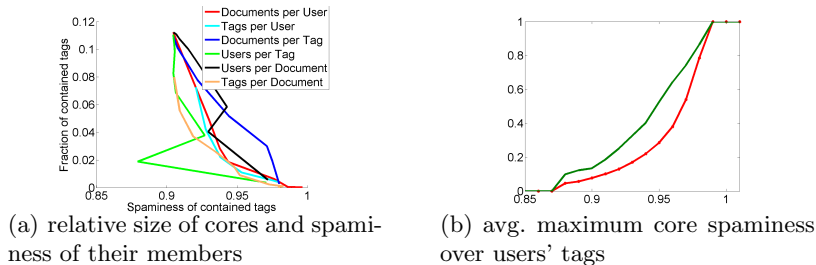 Documents per User
Tags per User
Documents per Tag
Users per Tag
Users per Document
Tags per Document
0.12
0.1
0.08
0.06
0.04
0.02
0
Fraction of contained tags
0.85
0.9
0.95
1
Spaminess of contained tags
1
0.8
0.6
0.4
0.2
0
0.85
0.9
0.95
1
(a) relative size of cores and spami-
ness of their members
(b) avg. maximum core spaminess
over users' tags